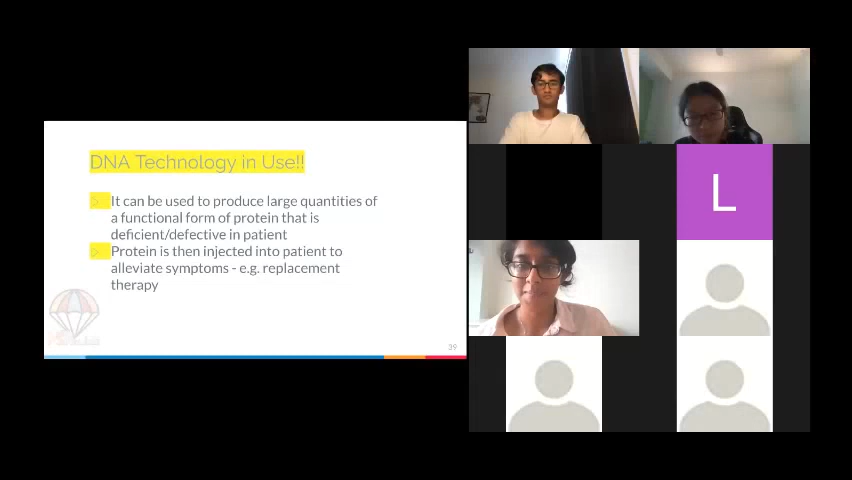 DNA Technology in Use!!
It can be used to produce large quantities of
a functional form of protein that is
deficient/defective in patient
Protein is then injected into patient to
alleviate symptoms - e.g. replacement
therapy
39
L